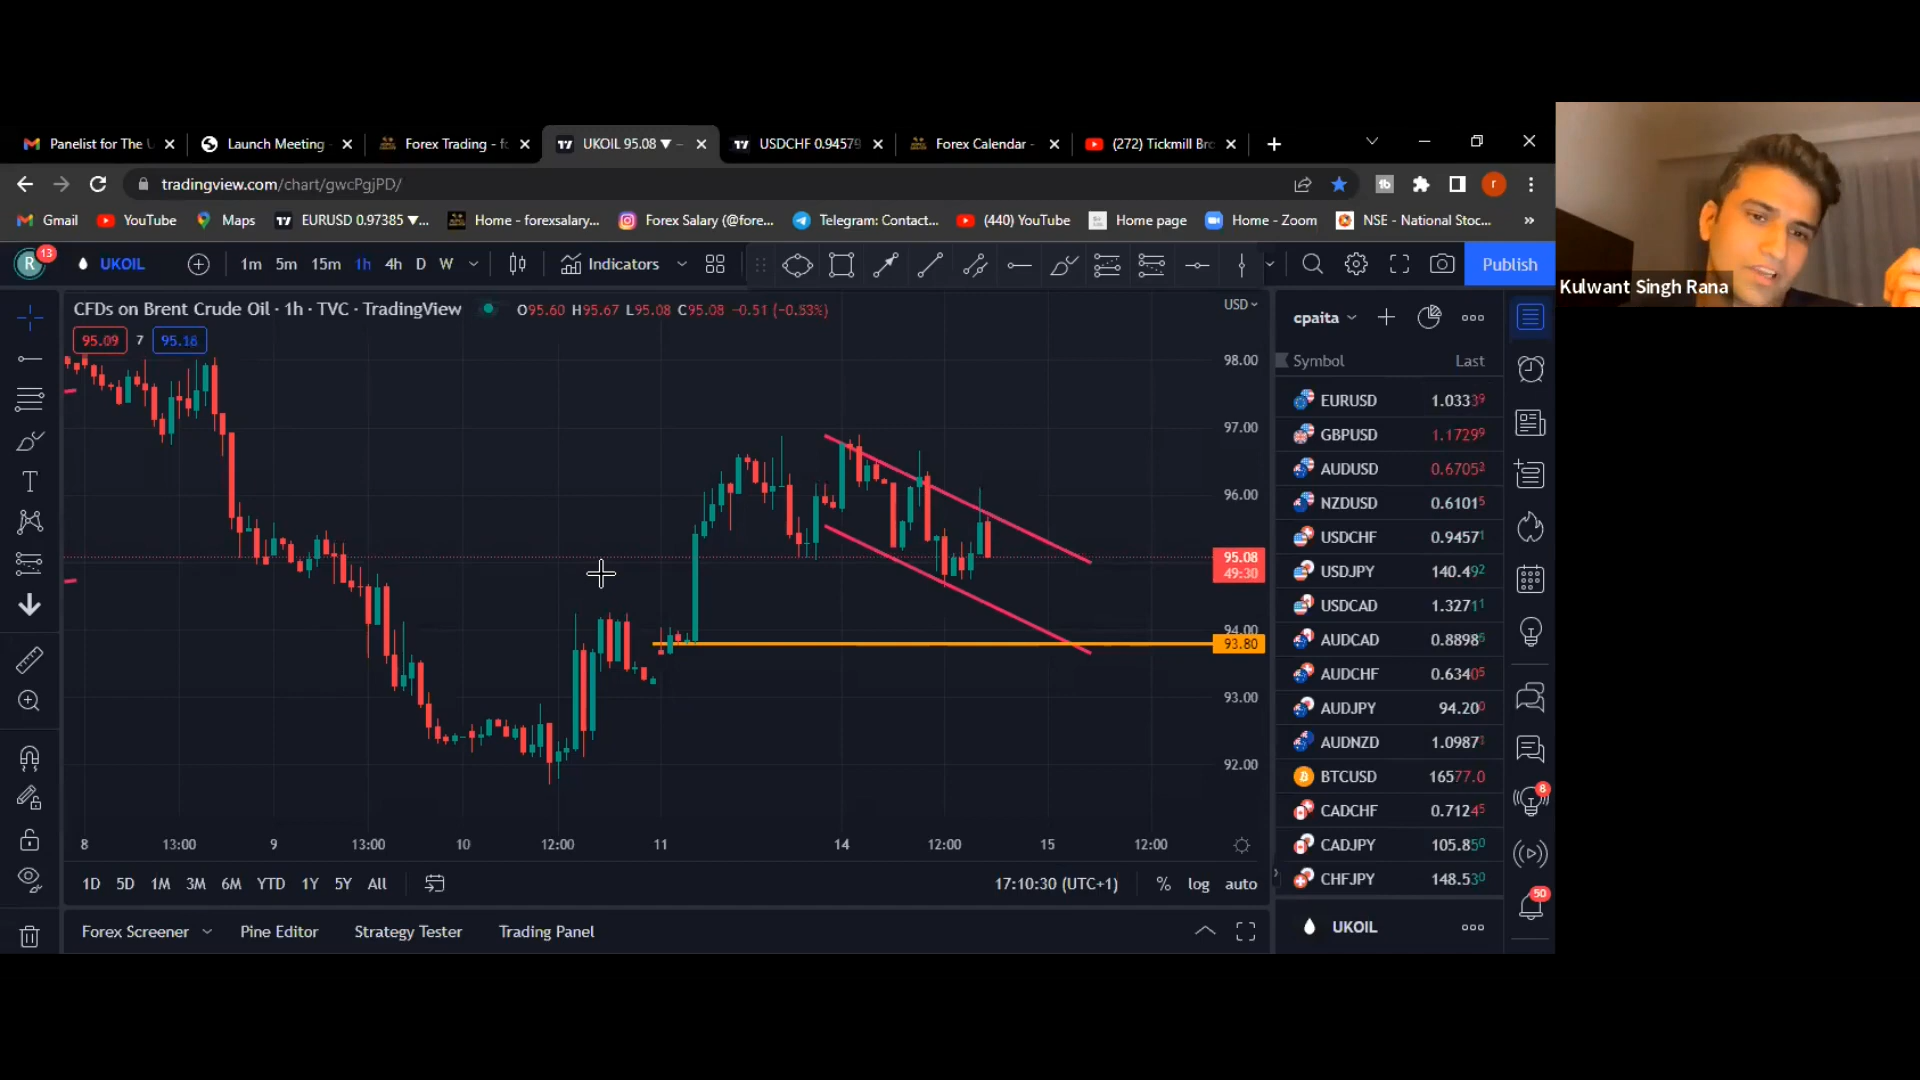 Panelist for The U
Launch Meeting -
Forex Trading - fo
UKOIL 95.08 ▼ −
USDCHF 0.94579
Forex Calendar -
(272) Tickmill Bro
tradingview.com/chart/gwcPgjPD/
Gmail
YouTube
Maps
EURUSD 0.97385 ▼...
Home - forexsalary...
Forex Salary (@fore...
Telegram: Contact...
(440) YouTube
Home page
Home - Zoom
NSE - National Stoc...
»
R 13
UKOIL
1m 5m 15m 1h 4h D W
Indicators
Publish
CFDs on Brent Crude Oil · 1h · TVC · TradingView
O95.60 H95.67 L95.08 C95.08 −0.51 (−0.53%)
95.09 7 95.16
USD
98.00
97.00
96.00
95.08
49:30
94.00
93.80
93.00
92.00
8 13:00 9 13:00 10 12:00 11 14 12:00 15 12:00
1D 5D 1M 3M 6M YTD 1Y 5Y All
17:10:30 (UTC+1)
% log auto
Forex Screener
Pine Editor
Strategy Tester
Trading Panel
cpaita
Symbol Last
EURUSD 1.03339
GBPUSD 1.17299
AUDUSD 0.67052
NZDUSD 0.61015
USDCHF 0.94571
USDJPY 140.492
USDCAD 1.32711
AUDCAD 0.88985
AUDCHF 0.63405
AUDJPY 94.200
AUDNZD 1.09871
BTCUSD 16577.0
CADCHF 0.71245
CADJPY 105.850
CHFJPY 148.530
UKOIL
8
50
Kulwant Singh Rana